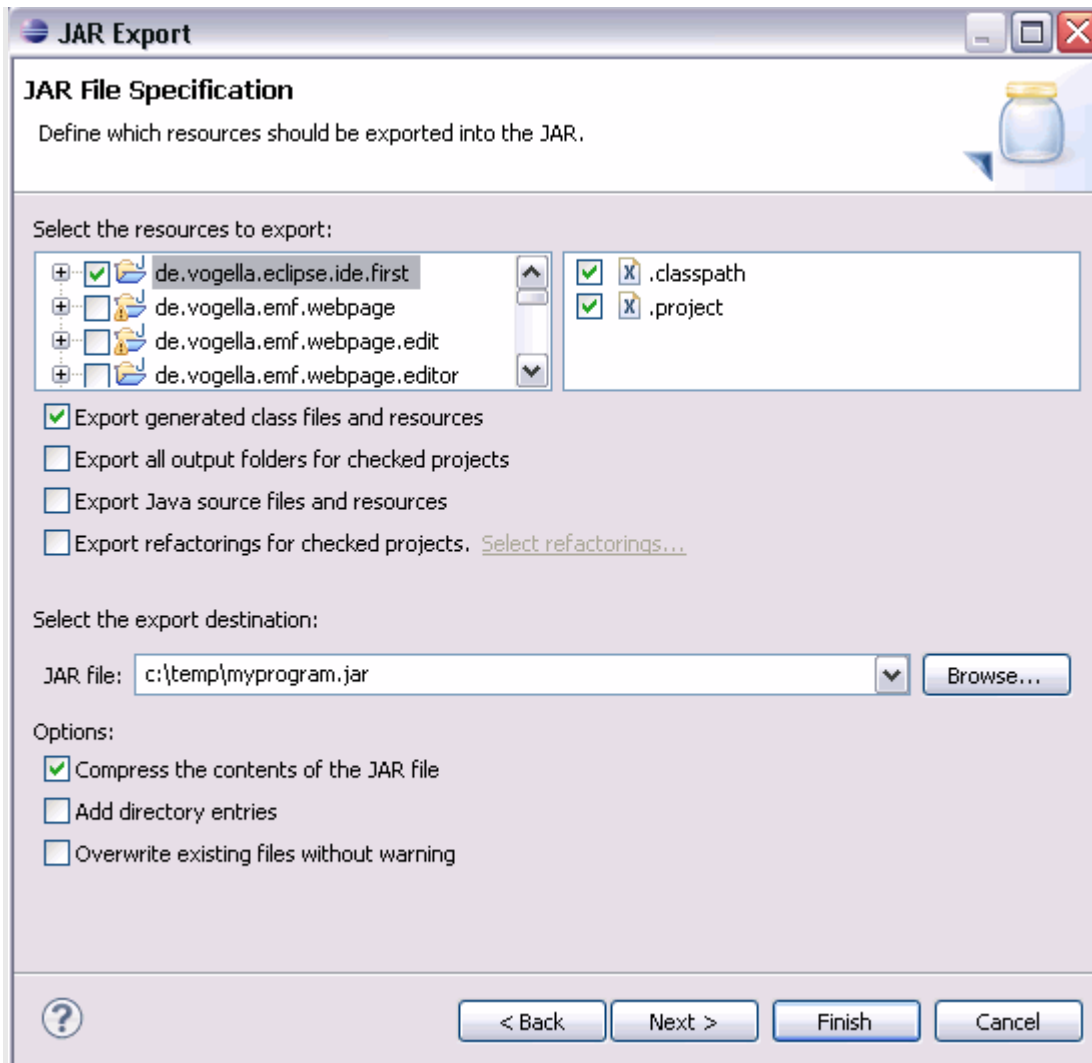 JAR Export
JAR File Specification
Define which resources should be exported into the JAR.
Select the resources to export:
de.vogella.eclipse.ide.first
de.vogella.emf.webpage
de.vogella.emf.webpage.edit
de.vogella.emf.webpage.editor
.classpath
.project
Export generated class files and resources
Export all output folders for checked projects
Export Java source files and resources
Export refactorings for checked projects. Select refactorings...
Select the export destination:
JAR file: c:\temp\myprogram.jar Browse...
Options:
Compress the contents of the JAR file
Add directory entries
Overwrite existing files without warning
? < Back Next > Finish Cancel